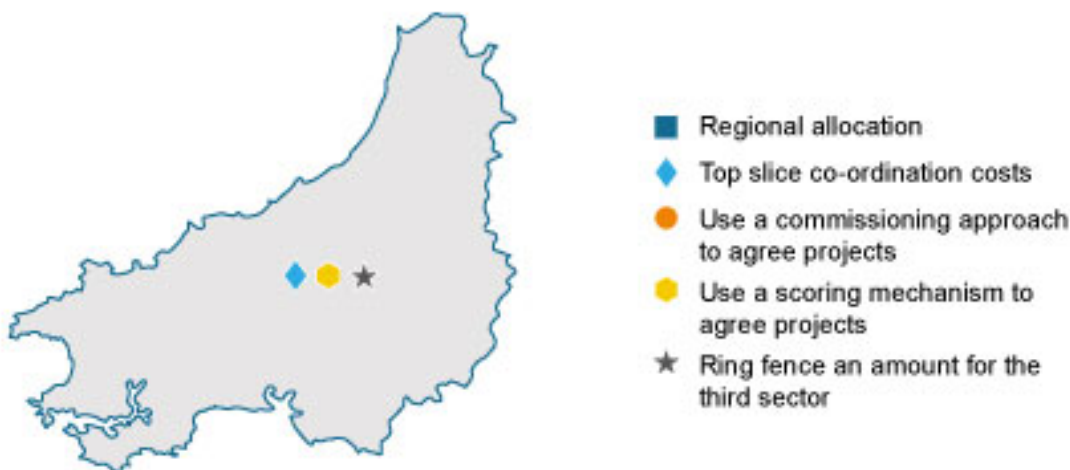 Regional allocation
Top slice co-ordination costs
Use a commissioning approach
to agree projects
Use a scoring mechanism to
agree projects
Ring fence an amount for the
third sector